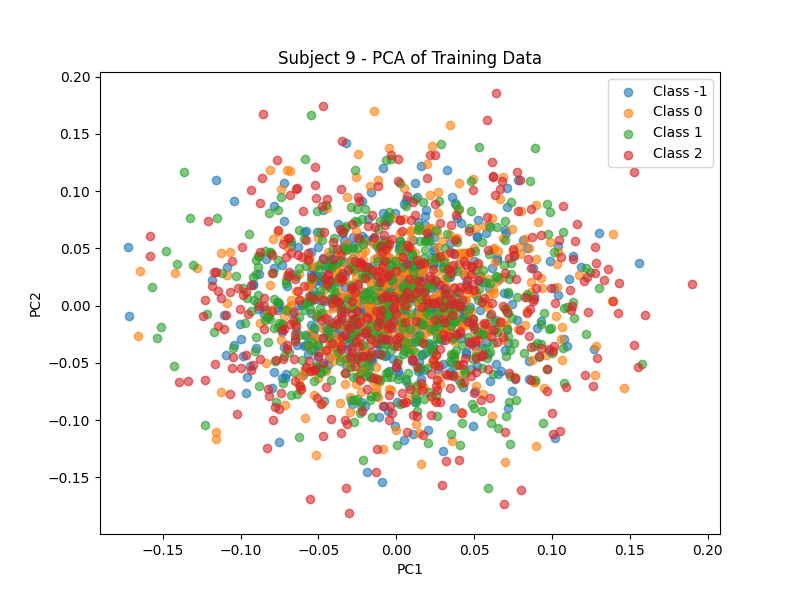 Subject 9 - PCA of Training Data
Class -1
Class 0
Class 1
Class 2
0.20
0.15
0.10
0.05
0.00
−0.05
−0.10
−0.15
PC2
−0.15 −0.10 −0.05 0.00 0.05 0.10 0.15 0.20
PC1